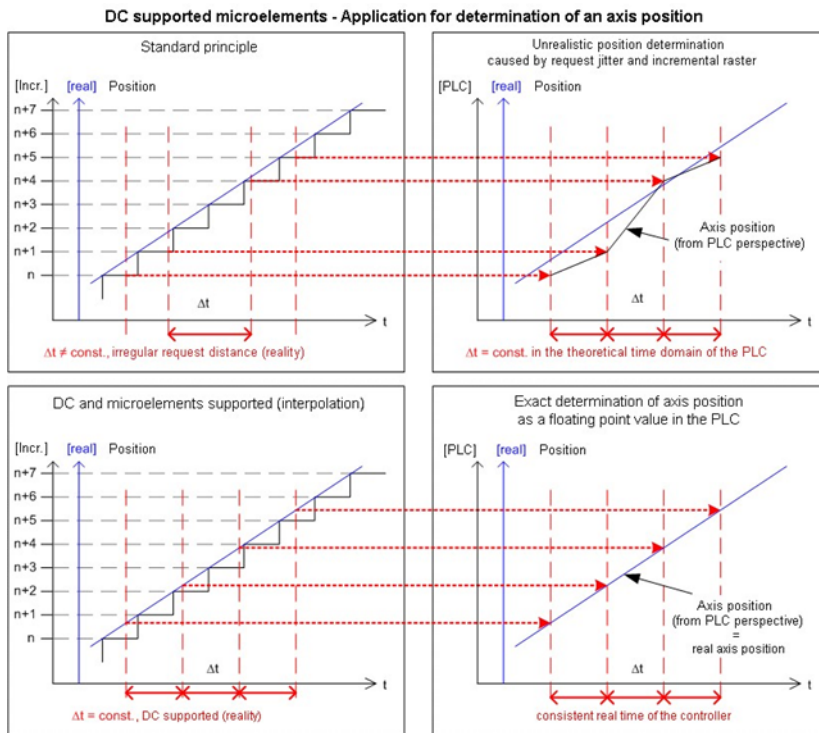 DC supported microelements - Application for determination of an axis position
Standard principle
[Incr.] [real] Position
n+7
n+6
n+5
n+4
n+3
n+2
n+1
n
Δt
t
Δt ≠ const., irregular request distance (reality)
Unrealistic position determination
caused by request jitter and incremental raster
[PLC] [real] Position
Axis position
(from PLC perspective)
Δt
t
Δt = const. in the theoretical time domain of the PLC
DC and microelements supported (interpolation)
[Incr.] [real] Position
n+7
n+6
n+5
n+4
n+3
n+2
n+1
n
Δt
t
Δt = const., DC supported (reality)
Exact determination of axis position
as a floating point value in the PLC
[PLC] [real] Position
Axis position
(from PLC perspective)
=
real axis position
Δt
t
consistent real time of the controller